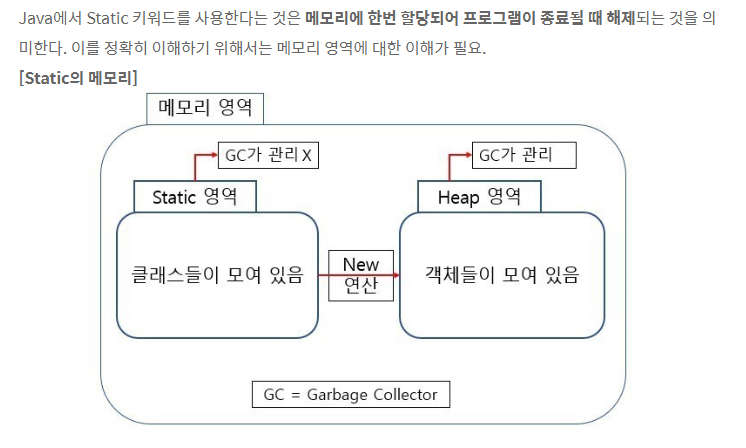 Java에서 Static 키워드를 사용한다는 것은 메모리에 한번 할당되어 프로그램이 종료될 때 해제되는 것을 의
미한다. 이를 정확히 이해하기 위해서는 메모리 영역에 대한 이해가 필요.
[Static의 메모리]
메모리 영역
GC가 관리 X
GC가 관리
Static 영역
Heap 영역
클래스들이 모여 있음
New
연산
객체들이 모여 있음
GC = Garbage Collector